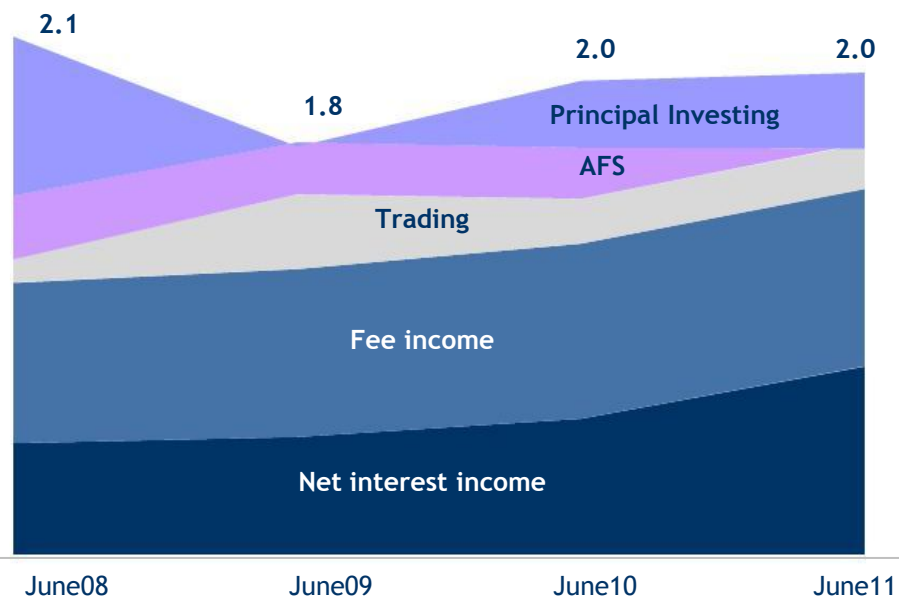 2.1
1.8
2.0
2.0
Principal Investing
AFS
Trading
Fee income
Net interest income
June08
June09
June10
June11